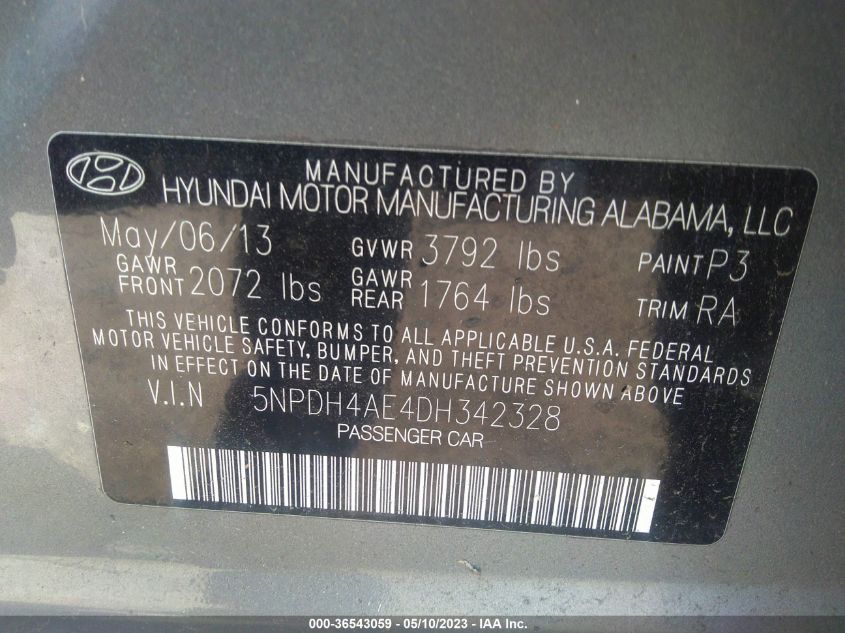 MANUFACTURED BY
HYUNDAI MOTOR MANUFACTURING ALABAMA, LLC
May/06/13 GVWR 3792 lbs PAINT P3
GAWR FRONT 2072 lbs GAWR REAR 1764 lbs TRIM RA
THIS VEHICLE CONFORMS TO ALL APPLICABLE U.S.A. FEDERAL
MOTOR VEHICLE SAFETY, BUMPER, AND THEFT PREVENTION STANDARDS
IN EFFECT ON THE DATE OF MANUFACTURE SHOWN ABOVE
V.I.N 5NPDH4AE4DH342328
PASSENGER CAR
000-36543059 - 05/10/2023 - IAA Inc.